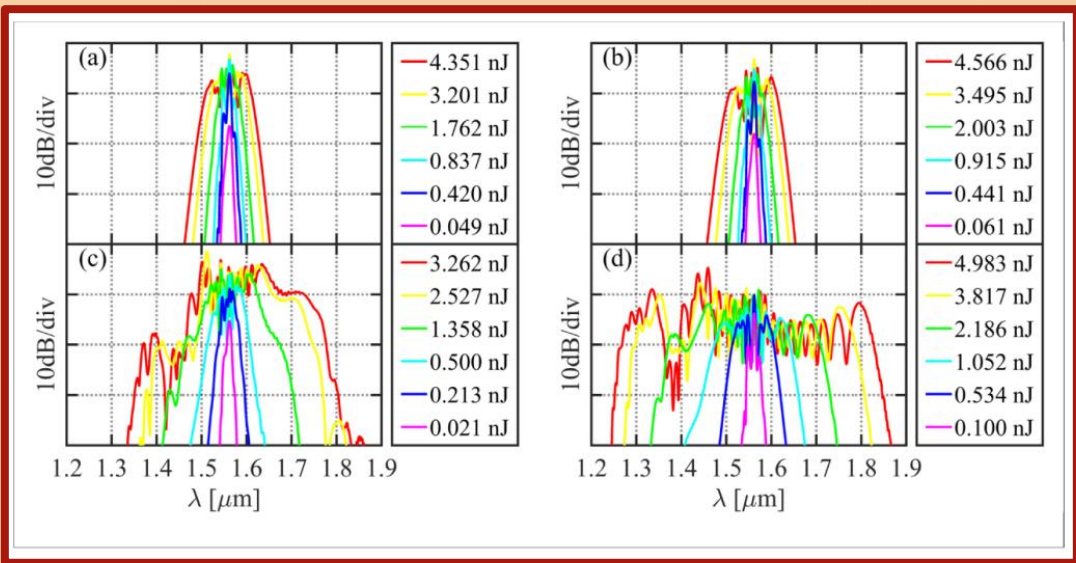 (a)
10dB/div
4.351 nJ
3.201 nJ
1.762 nJ
0.837 nJ
0.420 nJ
0.049 nJ
(b)
10dB/div
4.566 nJ
3.495 nJ
2.003 nJ
0.915 nJ
0.441 nJ
0.061 nJ
(c)
10dB/div
3.262 nJ
2.527 nJ
1.358 nJ
0.500 nJ
0.213 nJ
0.021 nJ
1.2 1.3 1.4 1.5 1.6 1.7 1.8 1.9
λ [μm]
(d)
10dB/div
4.983 nJ
3.817 nJ
2.186 nJ
1.052 nJ
0.534 nJ
0.100 nJ
1.2 1.3 1.4 1.5 1.6 1.7 1.8 1.9
λ [μm]